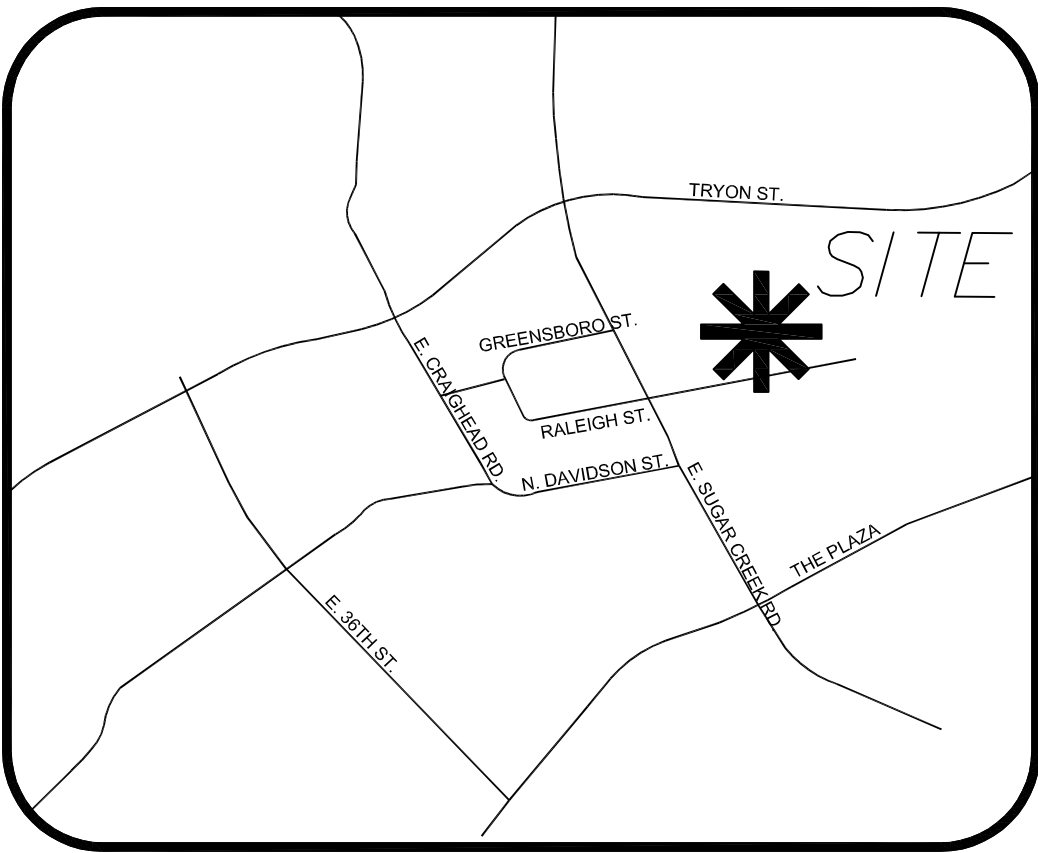 TRYON ST.
SITE
GREENSBORO ST.
E. CRAIGHEAD RD.
RALEIGH ST.
N. DAVIDSON ST.
E. SUGAR CREEK RD
THE PLAZA
E. 36TH ST.